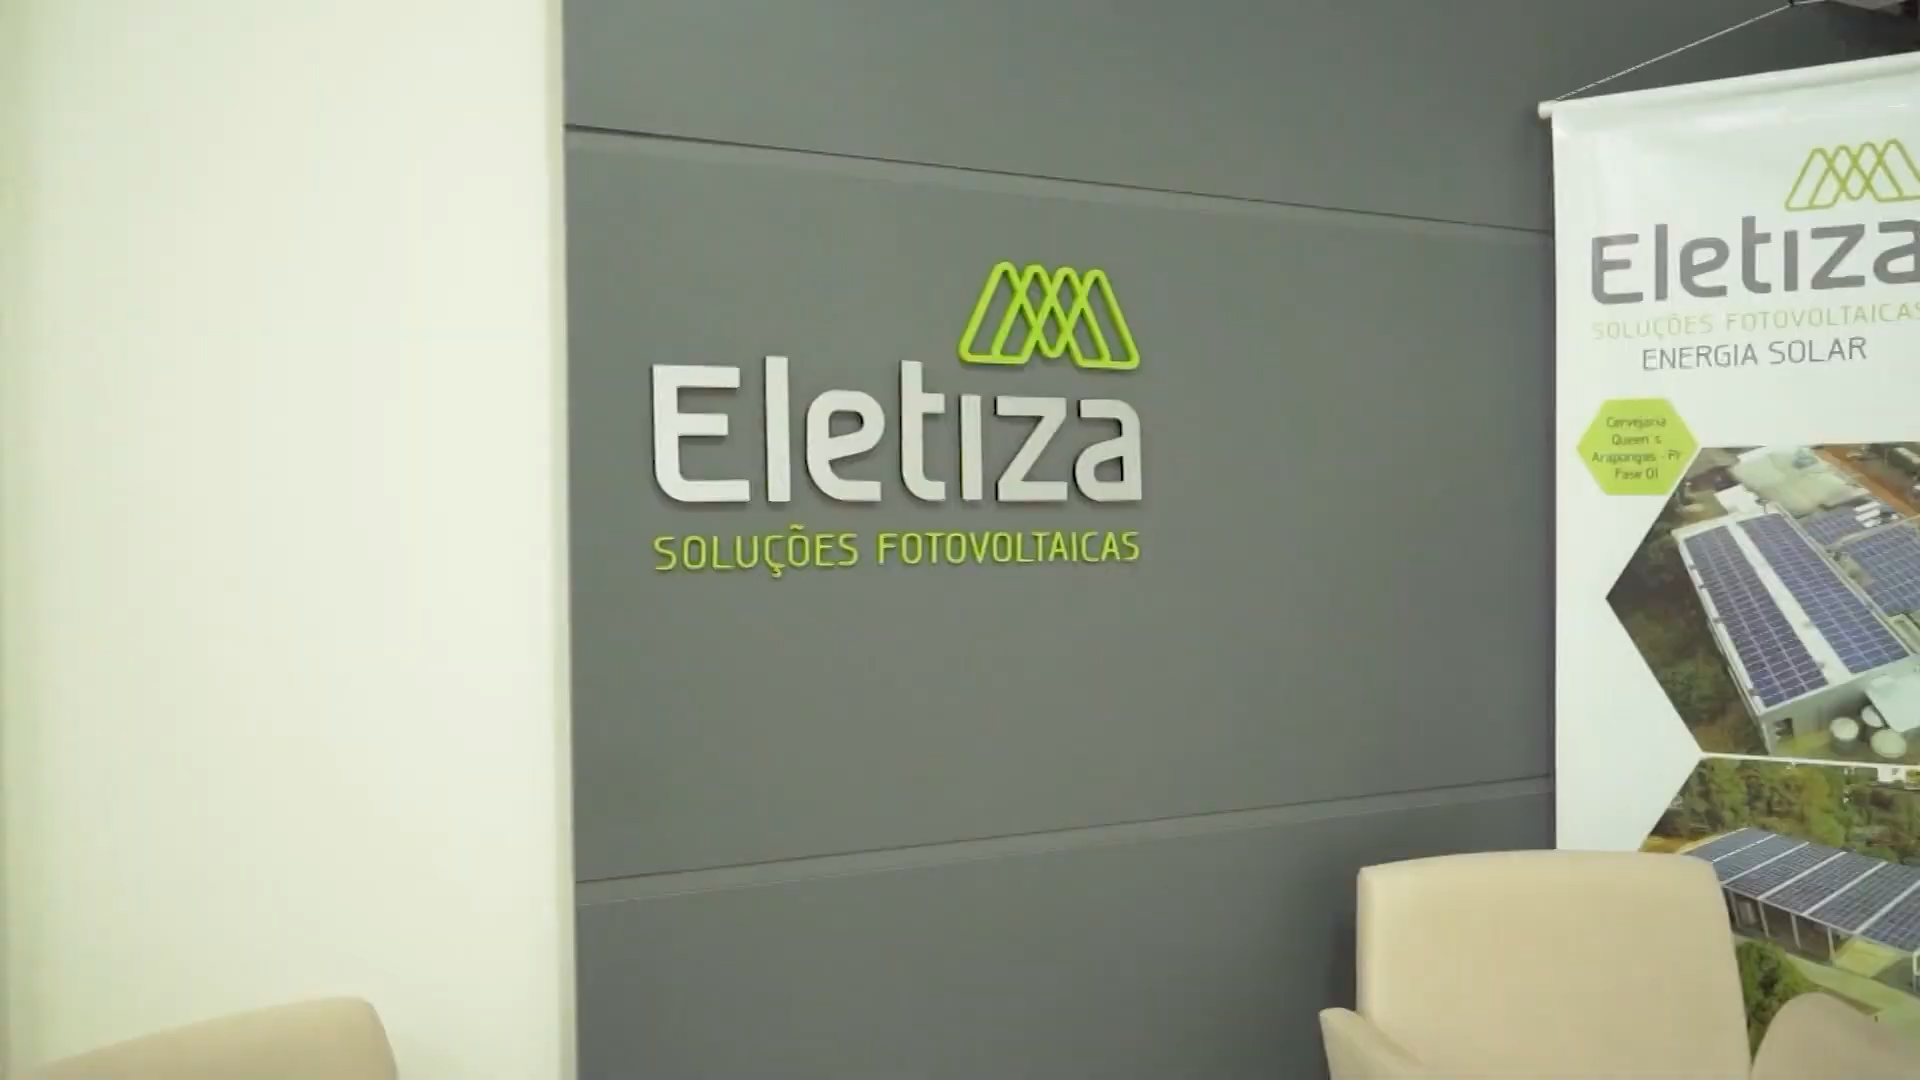 Eletiza
SOLUÇÕES FOTOVOLTAICAS
Eletiza
SOLUÇÕES FOTOVOLTAICAS
ENERGIA SOLAR
Cervejaria
Queen's
Arapongas - Pr
Fase 01